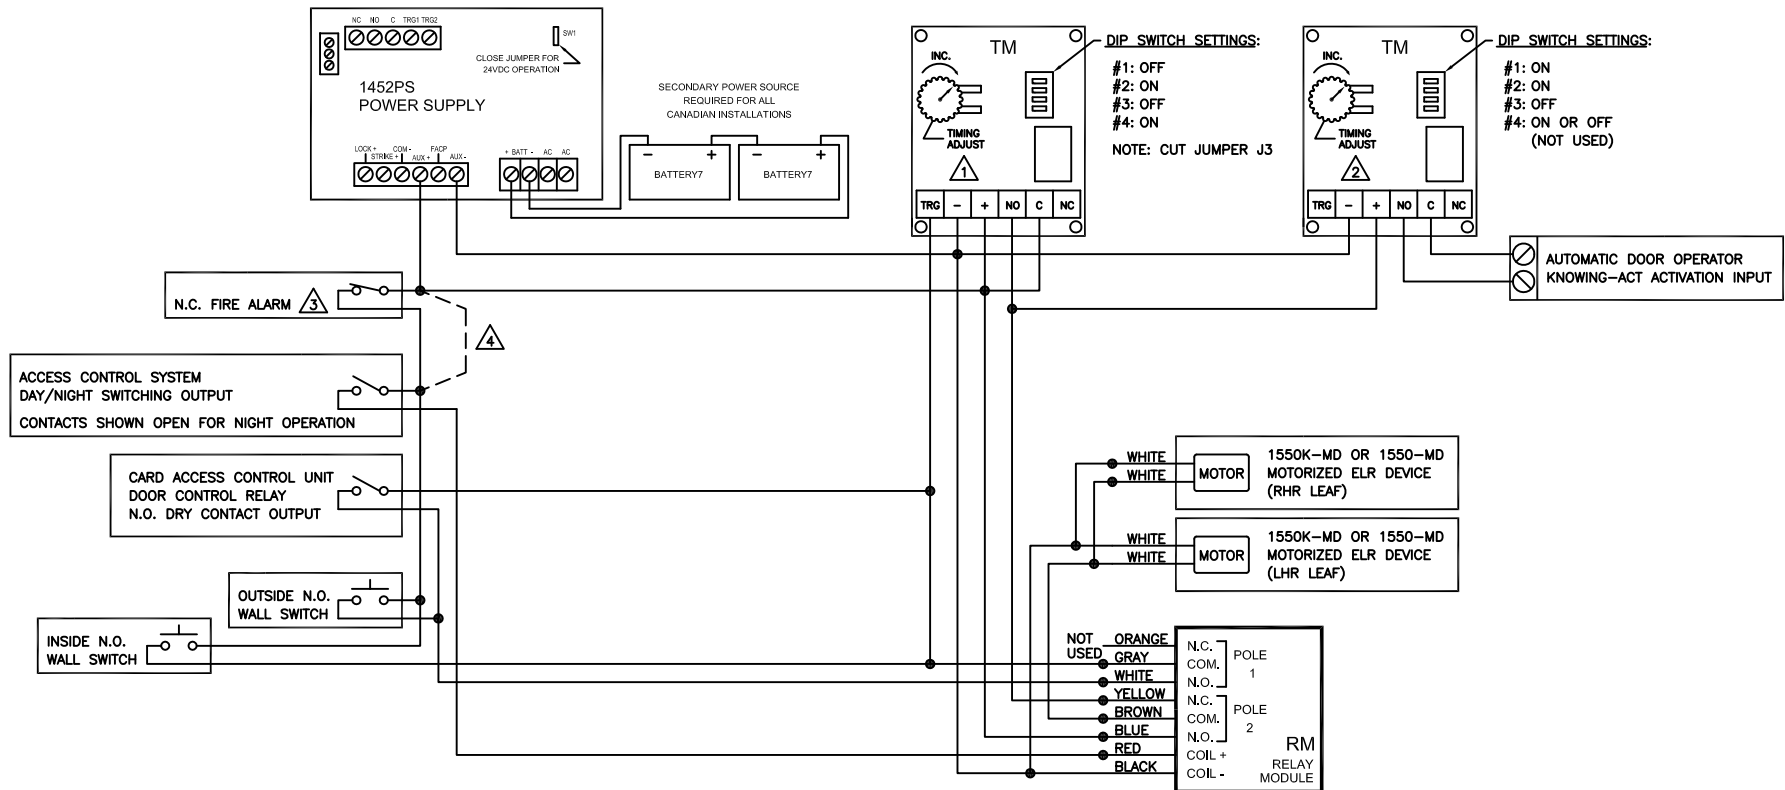 NC NO C TRG1 TRG2
SW1
CLOSE JUMPER FOR
24VDC OPERATION
1452PS
POWER SUPPLY
LOCK + COM - FACP
STRIKE + AUX + AUX -
+ BATT - AC AC
SECONDARY POWER SOURCE
REQUIRED FOR ALL
CANADIAN INSTALLATIONS
- +
BATTERY7
- +
BATTERY7
TM
INC.
TIMING
ADJUST
1
TRG - + NO C NC
DIP SWITCH SETTINGS:
#1: OFF
#2: ON
#3: OFF
#4: ON
NOTE: CUT JUMPER J3
TM
INC.
TIMING
ADJUST
2
TRG - + NO C NC
DIP SWITCH SETTINGS:
#1: ON
#2: ON
#3: OFF
#4: ON OR OFF
(NOT USED)
AUTOMATIC DOOR OPERATOR
KNOWING-ACT ACTIVATION INPUT
N.C. FIRE ALARM 3
4
ACCESS CONTROL SYSTEM
DAY/NIGHT SWITCHING OUTPUT
CONTACTS SHOWN OPEN FOR NIGHT OPERATION
CARD ACCESS CONTROL UNIT
DOOR CONTROL RELAY
N.O. DRY CONTACT OUTPUT
OUTSIDE N.O.
WALL SWITCH
INSIDE N.O.
WALL SWITCH
WHITE
WHITE
MOTOR
1550K-MD OR 1550-MD
MOTORIZED ELR DEVICE
(RHR LEAF)
WHITE
WHITE
MOTOR
1550K-MD OR 1550-MD
MOTORIZED ELR DEVICE
(LHR LEAF)
NOT
USED
ORANGE
GRAY
WHITE
YELLOW
BROWN
BLUE
RED
BLACK
N.C.
COM.
N.O.
POLE
1
N.C.
COM.
N.O.
POLE
2
COIL +
COIL -
RM
RELAY
MODULE